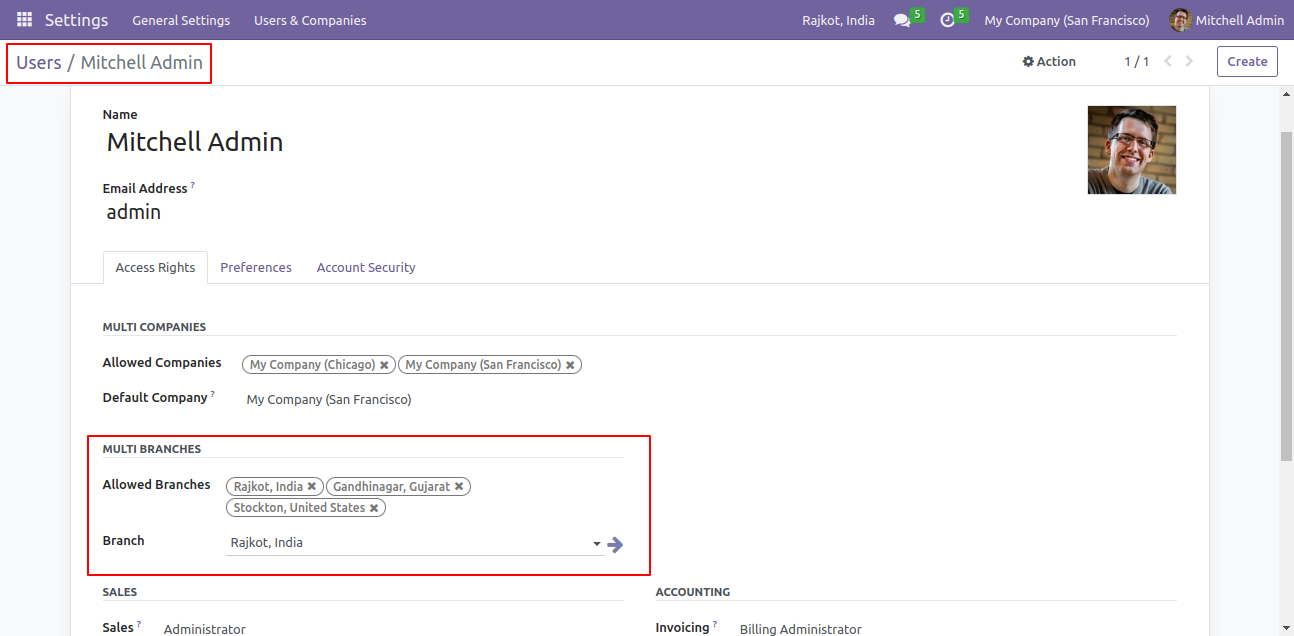 Settings General Settings Users & Companies Rajkot, India 5 5 My Company (San Francisco) Mitchell Admin
Users / Mitchell Admin Action 1 / 1 Create
Name
Mitchell Admin
Email Address ?
admin
Access Rights Preferences Account Security
MULTI COMPANIES
Allowed Companies My Company (Chicago) ✖ My Company (San Francisco) ✖
Default Company ? My Company (San Francisco)
MULTI BRANCHES
Allowed Branches Rajkot, India ✖ Gandhinagar, Gujarat ✖
Stockton, United States ✖
Branch Rajkot, India
SALES ACCOUNTING
Sales ? Administrator Invoicing ? Billing Administrator